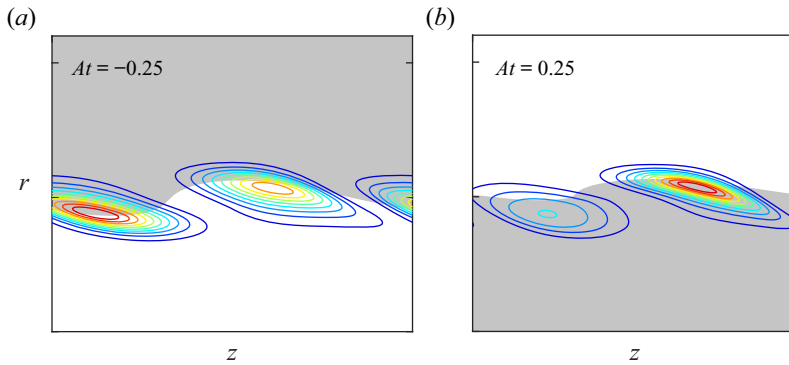 (a)
(b)
At = −0.25
At = 0.25
r
z
z